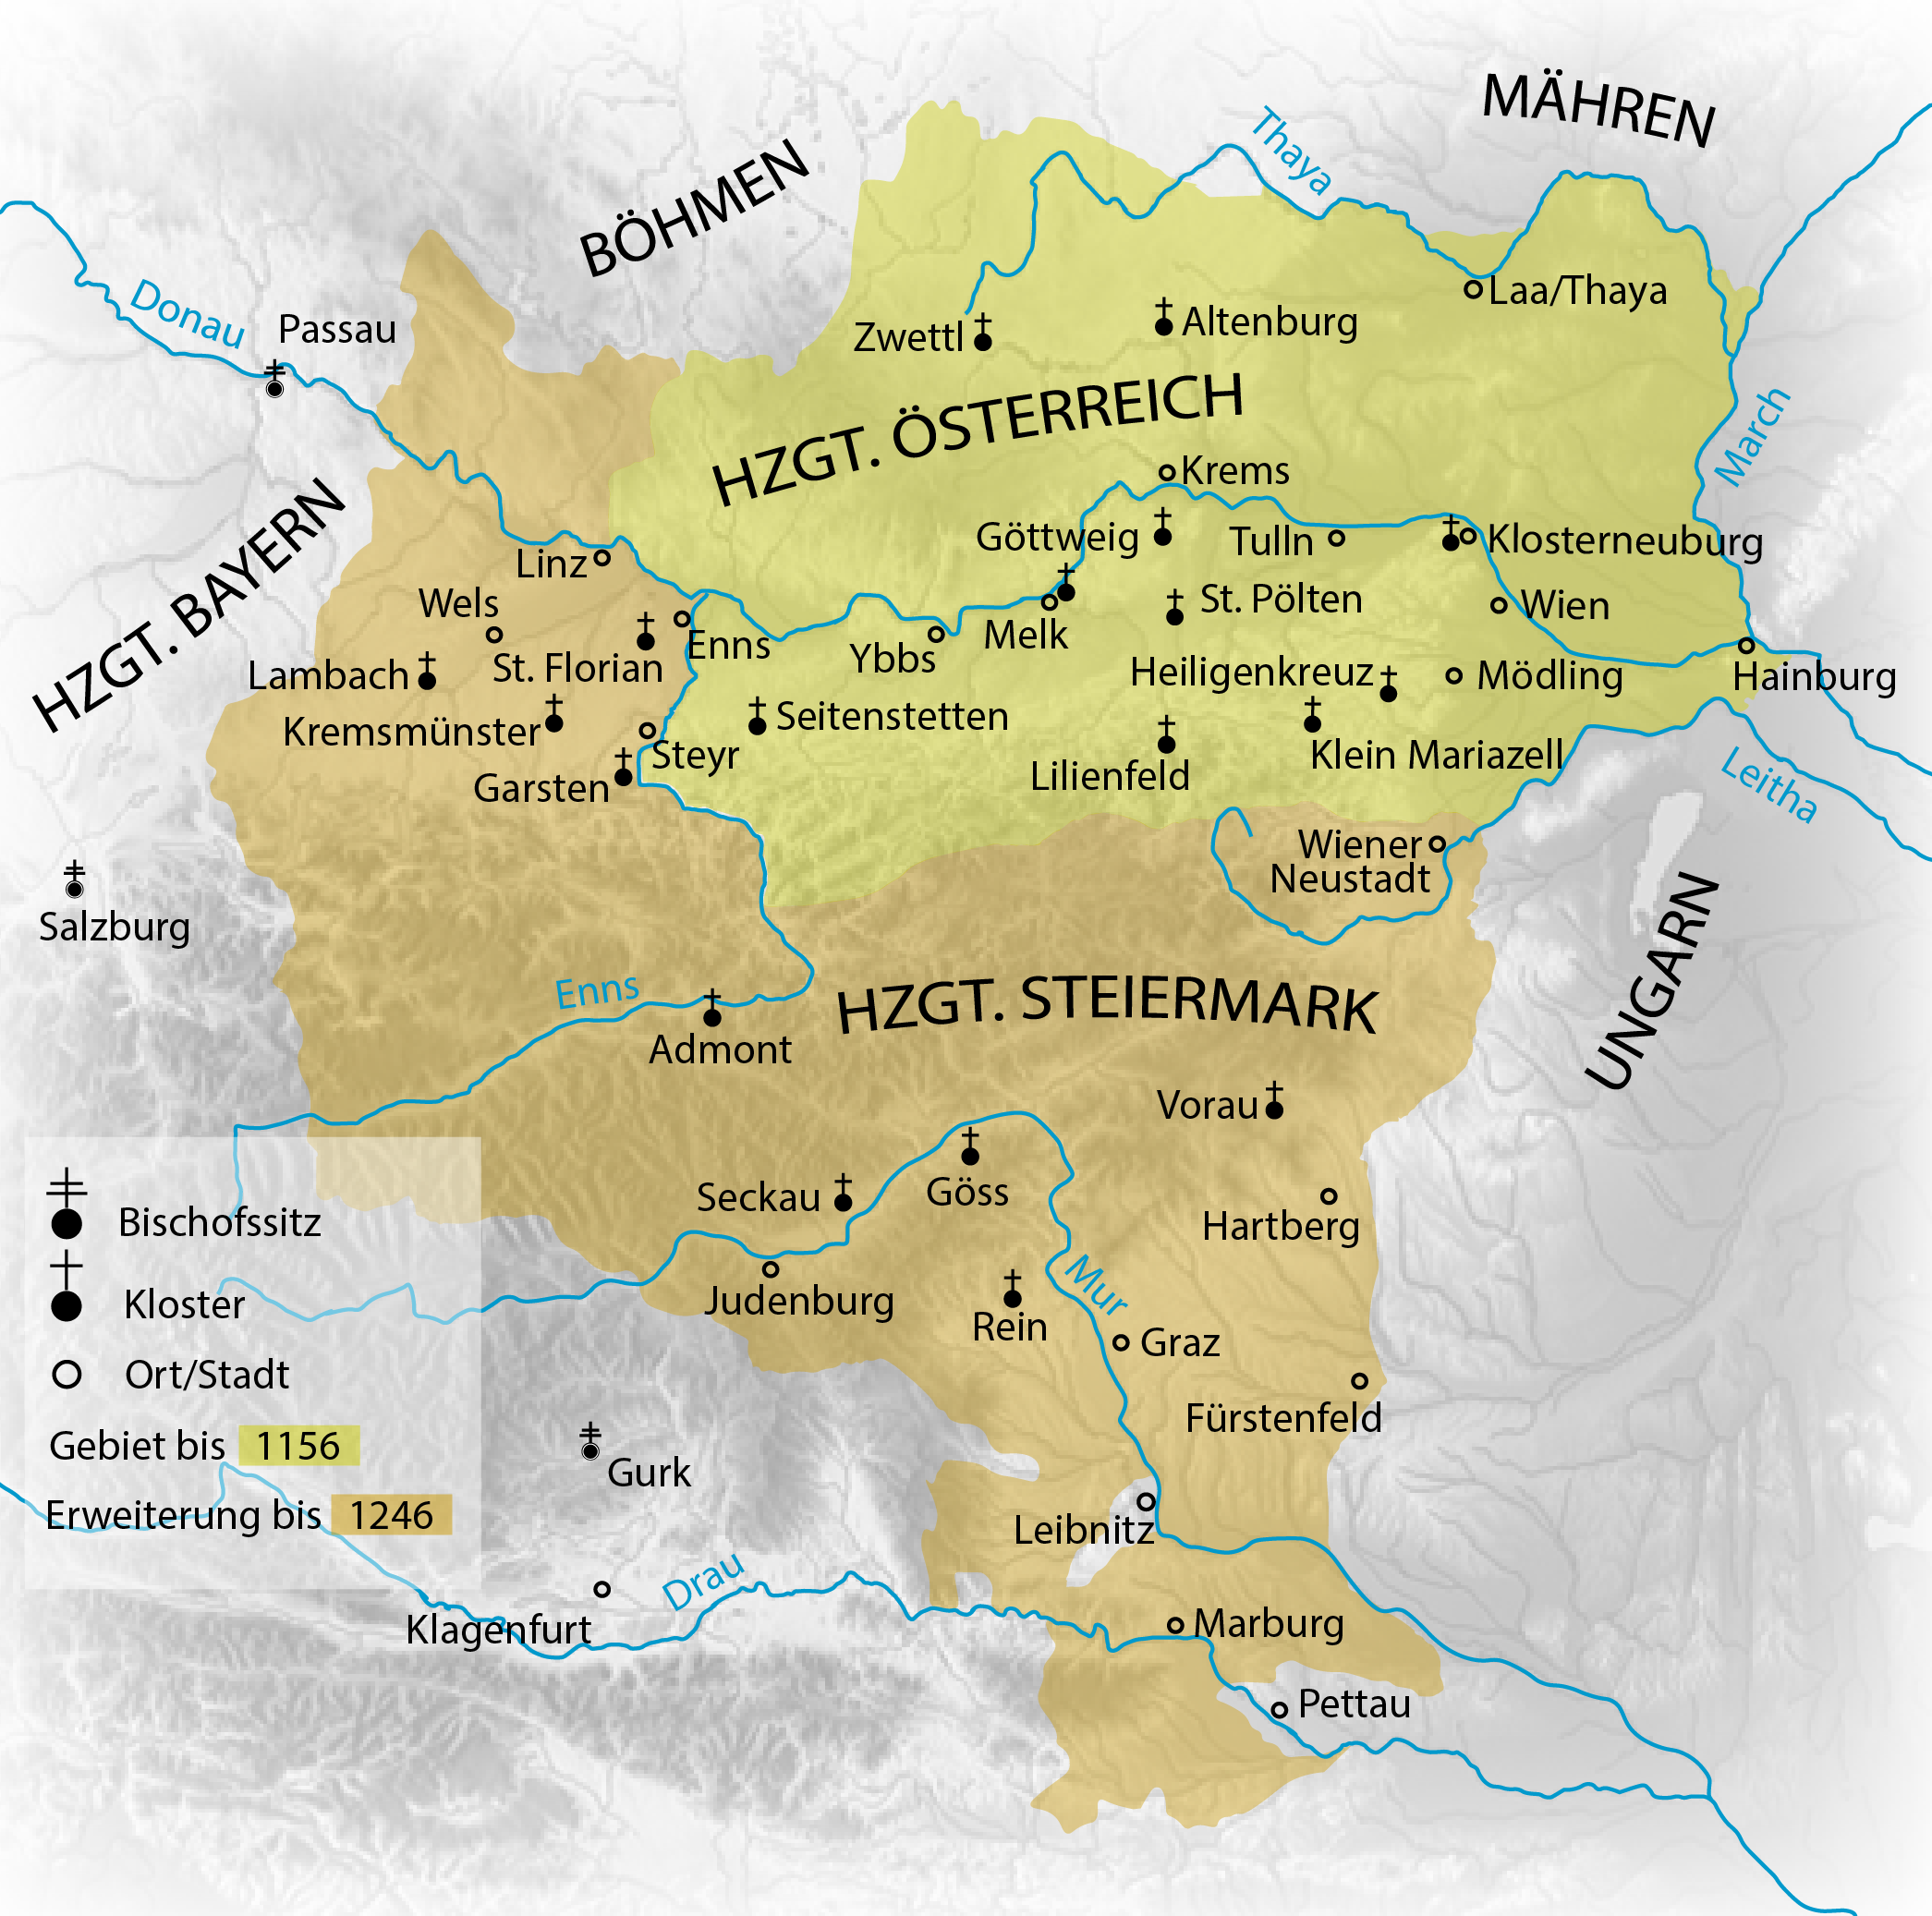 MÄHREN
Thaya
BÖHMEN
Donau
Passau
Laa/Thaya
Zwettl
Altenburg
March
HZGT. ÖSTERREICH
Krems
HZGT. BAYERN
Göttweig
Tulln
Klosterneuburg
Linz
Wels
St. Pölten
Wien
Enns
Ybbs
Melk
Lambach
St. Florian
Heiligenkreuz
Mödling
Hainburg
Kremsmünster
Seitenstetten
Steyr
Klein Mariazell
Garsten
Lilienfeld
Leitha
Wiener
Neustadt
Salzburg
UNGARN
Enns
HZGT. STEIERMARK
Admont
Vorau
Seckau
Göss
Hartberg
Mur
Judenburg
Rein
Graz
Fürstenfeld
Gurk
Leibnitz
Drau
Klagenfurt
Marburg
Pettau
Bischofssitz
Kloster
Ort/Stadt
Gebiet bis 1156
Erweiterung bis 1246